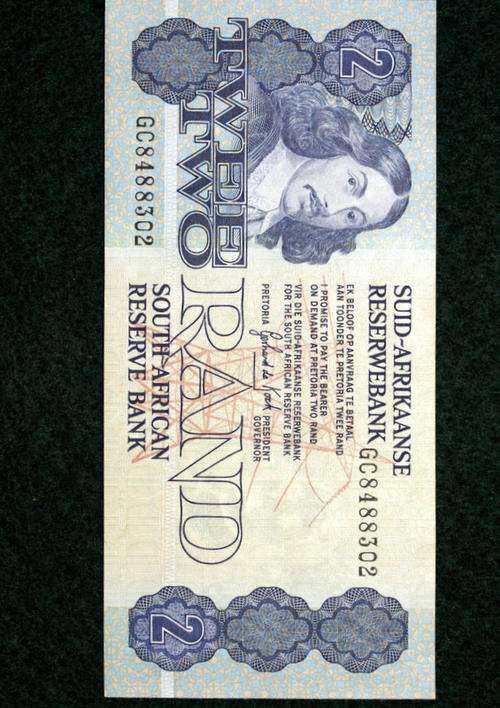 2
SUID-AFRIKAANSE
RESERWEBANK
GC8488302
EK BELOOF OP AANVRAAG TE BETAAL
AAN TOONDER TE PRETORIA TWEE RAND
I PROMISE TO PAY THE BEARER
ON DEMAND AT PRETORIA TWO RAND
VIR DIE SUID-AFRIKAANSE RESERWEBANK
FOR THE SOUTH AFRICAN RESERVE BANK
PRETORIA
PRESIDENT
GOVERNOR
TWEE
TWO
RAND
GC8488302
SOUTH AFRICAN
RESERVE BANK
2